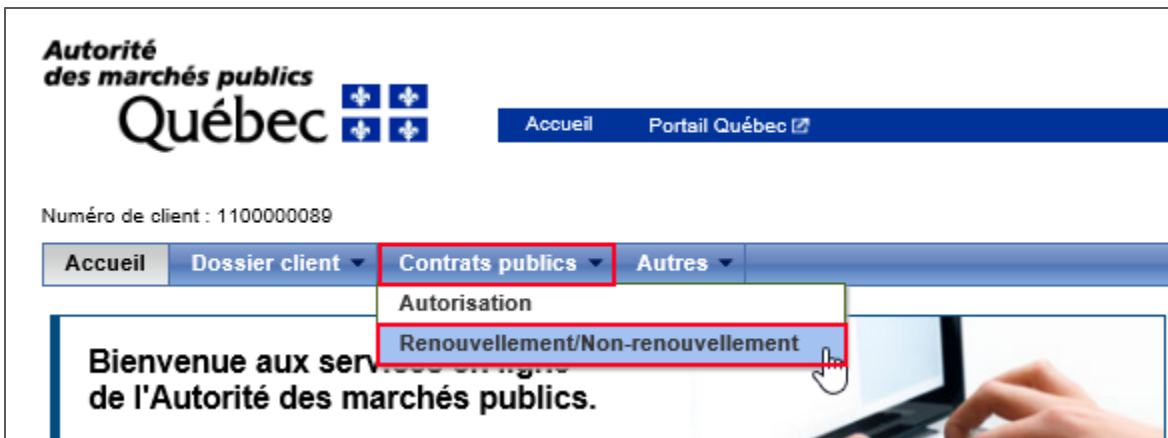 Autorité
des marchés publics
Québec
Accueil Portail Québec
Numéro de client : 1100000089
Accueil Dossier client Contrats publics Autres
Autorisation
Renouvellement/Non-renouvellement
Bienvenue aux services en ligne
de l'Autorité des marchés publics.